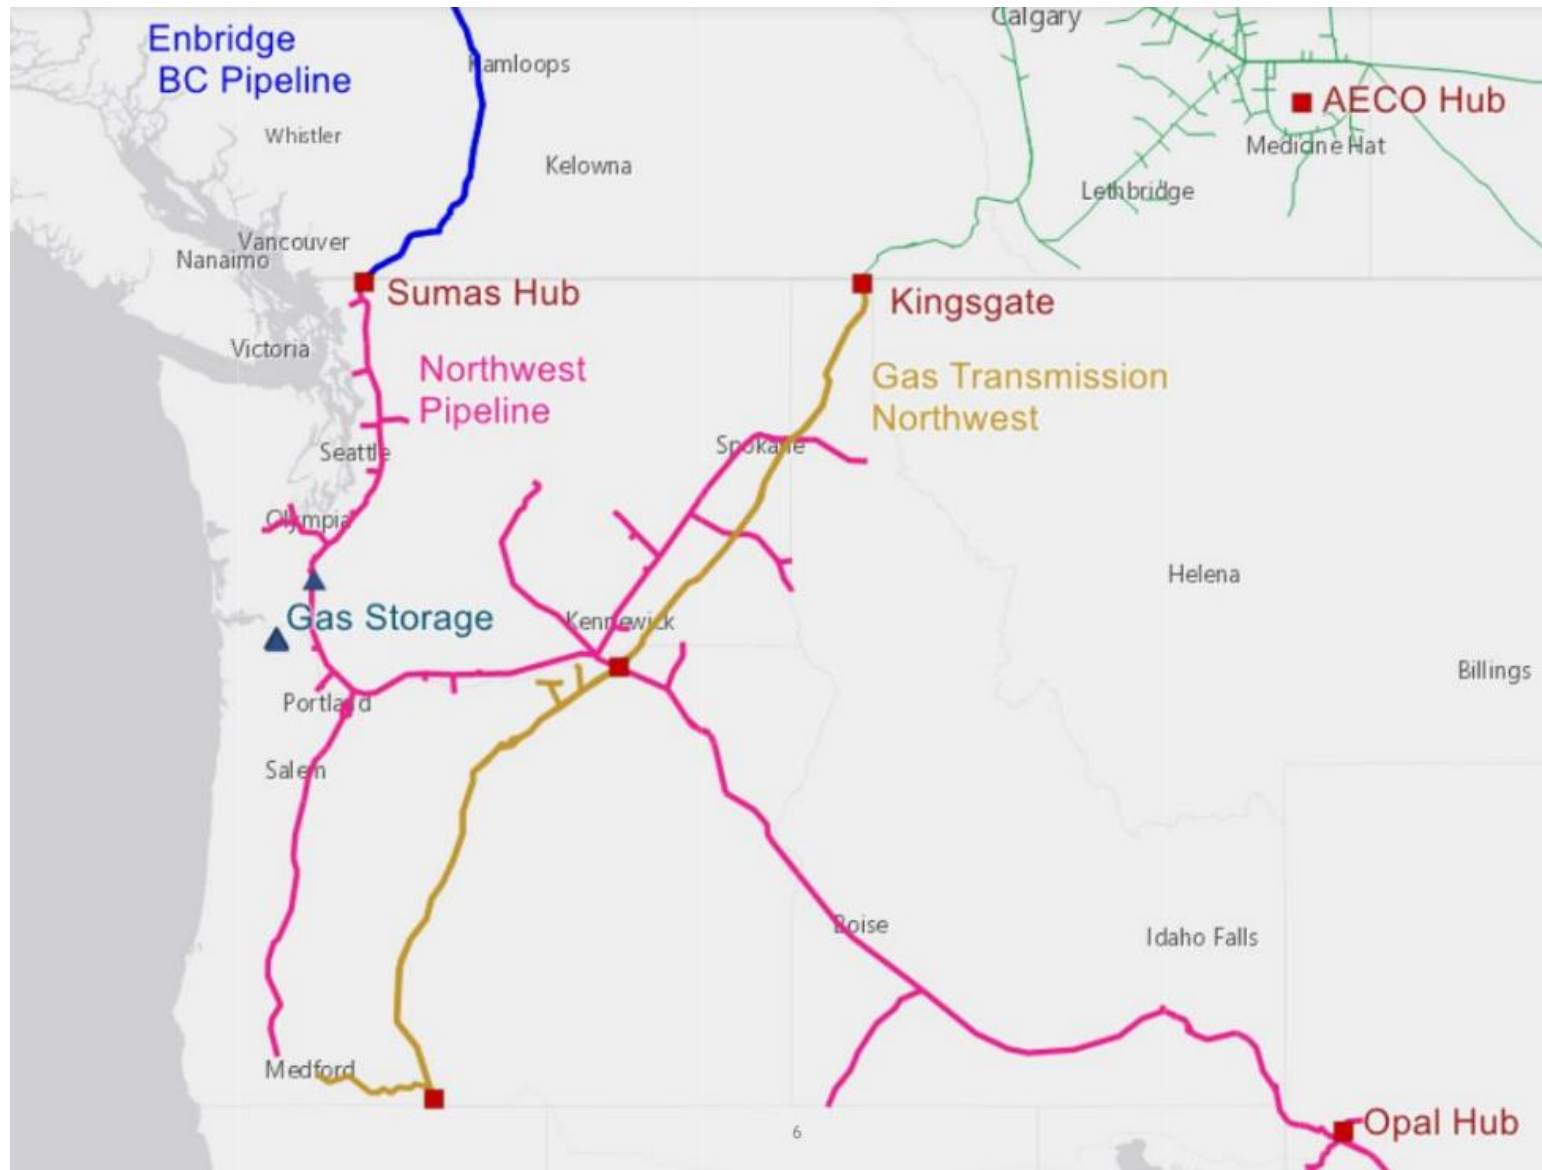 Calgary
Enbridge
BC Pipeline
Kamloops
AECO Hub
Whistler
Medicine Hat
Kelowna
Lethbridge
Vancouver
Nanaimo
Sumas Hub
Kingsgate
Victoria
Northwest
Pipeline
Gas Transmission
Northwest
Seattle
Spokane
Olympia
Helena
Gas Storage
Kennewick
Billings
Portland
Salem
Boise
Idaho Falls
Medford
Opal Hub
6